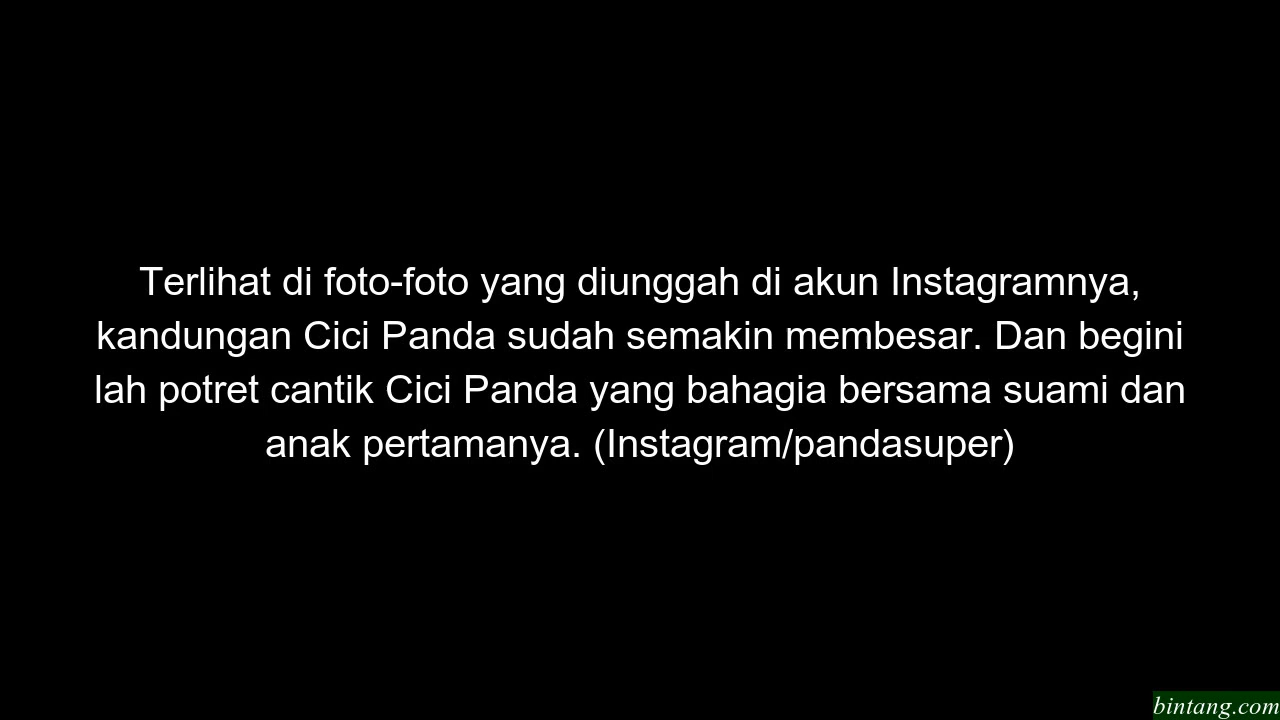 Terlihat di foto-foto yang diunggah di akun Instagramnya,
kandungan Cici Panda sudah semakin membesar. Dan begini
lah potret cantik Cici Panda yang bahagia bersama suami dan
anak pertamanya. (Instagram/pandasuper)
bintang.com